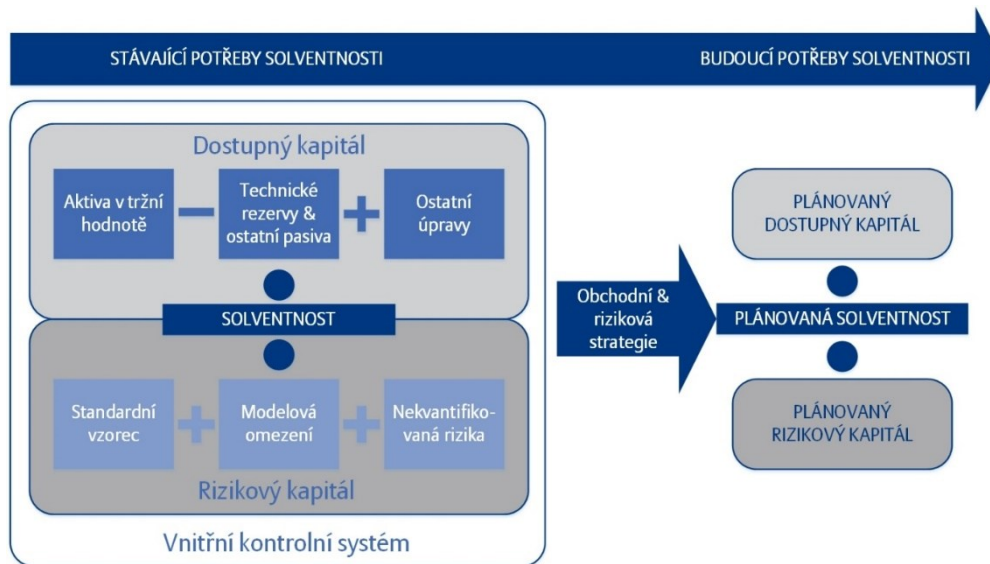 STÁVAJÍCÍ POTŘEBY SOLVENTNOSTI
BUDOUCÍ POTŘEBY SOLVENTNOSTI
Dostupný kapitál
Aktiva v tržní
hodnotě
Technické
rezervy &
ostatní pasiva
Ostatní
úpravy
SOLVENTNOST
Standardní
vzorec
Modelová
omezení
Nekvantifiko-
vaná rizika
Rizikový kapitál
Vnitřní kontrolní systém
Obchodní &
riziková
strategie
PLÁNOVANÝ
DOSTUPNÝ KAPITÁL
PLÁNOVANÁ SOLVENTNOST
PLÁNOVANÝ
RIZIKOVÝ KAPITÁL